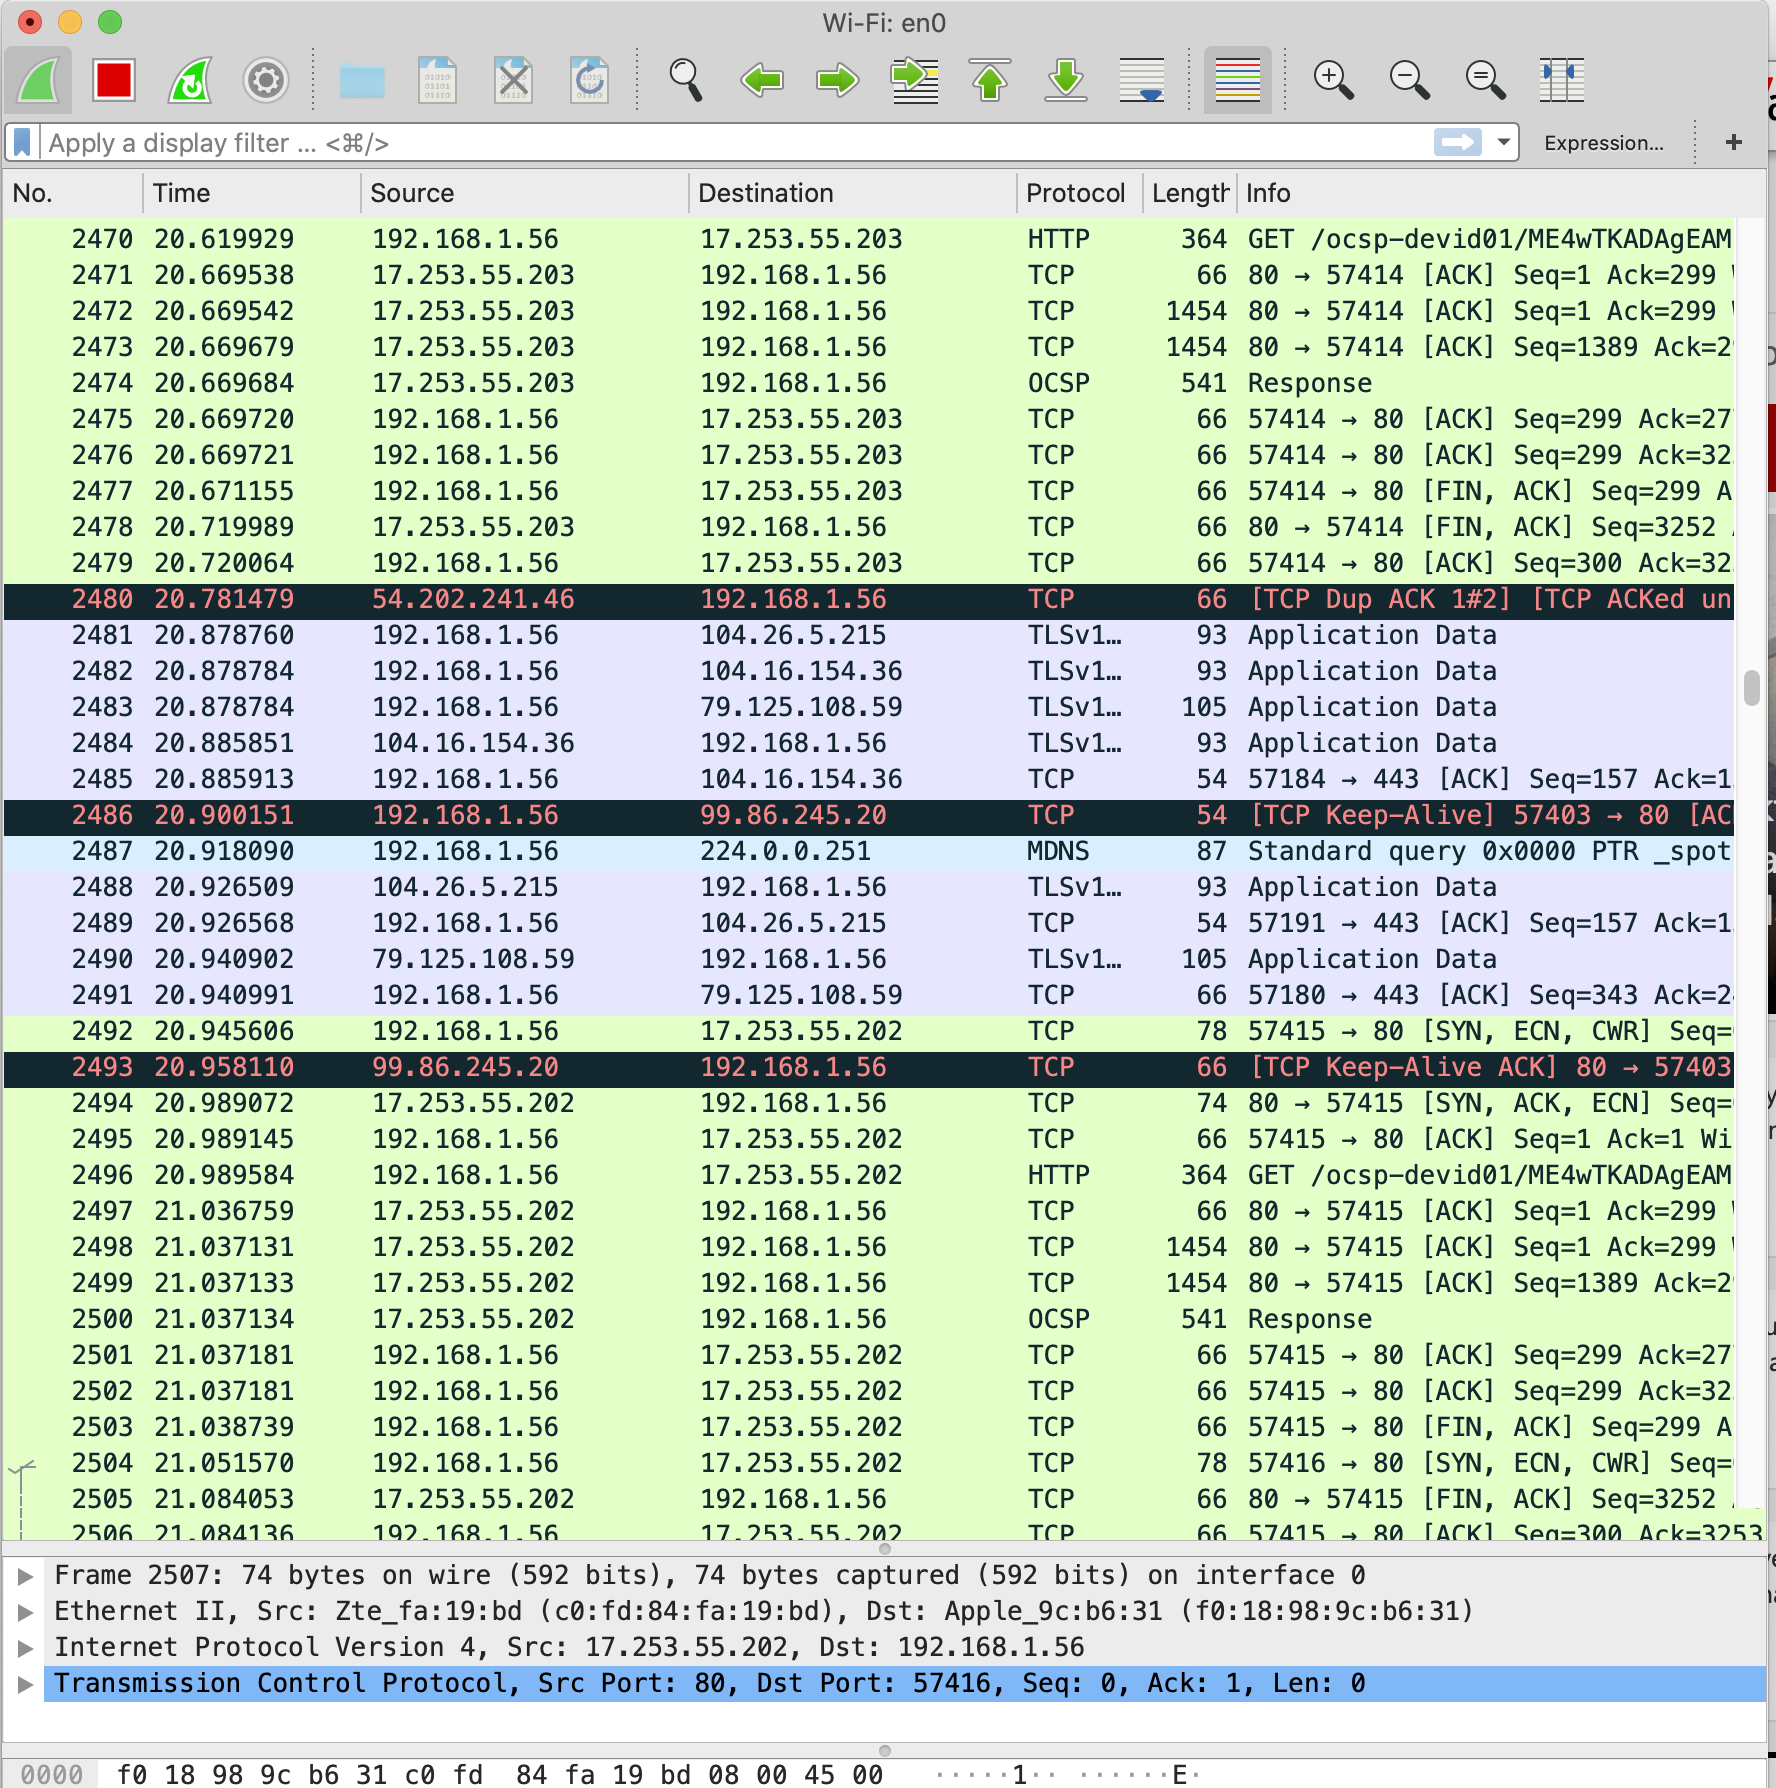 Wi-Fi: en0
Apply a display filter ... <⌘/>
Expression...
+
No. Time Source Destination Protocol Length Info
2470 20.619929 192.168.1.56 17.253.55.203 HTTP 364 GET /ocsp-devid01/ME4wTKADAgEAM
2471 20.669538 17.253.55.203 192.168.1.56 TCP 66 80 → 57414 [ACK] Seq=1 Ack=299
2472 20.669542 17.253.55.203 192.168.1.56 TCP 1454 80 → 57414 [ACK] Seq=1 Ack=299
2473 20.669679 17.253.55.203 192.168.1.56 TCP 1454 80 → 57414 [ACK] Seq=1389 Ack=2
2474 20.669684 17.253.55.203 192.168.1.56 OCSP 541 Response
2475 20.669720 192.168.1.56 17.253.55.203 TCP 66 57414 → 80 [ACK] Seq=299 Ack=27
2476 20.669721 192.168.1.56 17.253.55.203 TCP 66 57414 → 80 [ACK] Seq=299 Ack=32
2477 20.671155 192.168.1.56 17.253.55.203 TCP 66 57414 → 80 [FIN, ACK] Seq=299 A
2478 20.719989 17.253.55.203 192.168.1.56 TCP 66 80 → 57414 [FIN, ACK] Seq=3252
2479 20.720064 192.168.1.56 17.253.55.203 TCP 66 57414 → 80 [ACK] Seq=300 Ack=32
2480 20.781479 54.202.241.46 192.168.1.56 TCP 66 [TCP Dup ACK 1#2] [TCP ACKed un
2481 20.878760 192.168.1.56 104.26.5.215 TLSv1… 93 Application Data
2482 20.878784 192.168.1.56 104.16.154.36 TLSv1… 93 Application Data
2483 20.878784 192.168.1.56 79.125.108.59 TLSv1… 105 Application Data
2484 20.885851 104.16.154.36 192.168.1.56 TLSv1… 93 Application Data
2485 20.885913 192.168.1.56 104.16.154.36 TCP 54 57184 → 443 [ACK] Seq=157 Ack=1
2486 20.900151 192.168.1.56 99.86.245.20 TCP 54 [TCP Keep-Alive] 57403 → 80 [AC
2487 20.918090 192.168.1.56 224.0.0.251 MDNS 87 Standard query 0x0000 PTR _spot
2488 20.926509 104.26.5.215 192.168.1.56 TLSv1… 93 Application Data
2489 20.926568 192.168.1.56 104.26.5.215 TCP 54 57191 → 443 [ACK] Seq=157 Ack=1
2490 20.940902 79.125.108.59 192.168.1.56 TLSv1… 105 Application Data
2491 20.940991 192.168.1.56 79.125.108.59 TCP 66 57180 → 443 [ACK] Seq=343 Ack=2
2492 20.945606 192.168.1.56 17.253.55.202 TCP 78 57415 → 80 [SYN, ECN, CWR] Seq=
2493 20.958110 99.86.245.20 192.168.1.56 TCP 66 [TCP Keep-Alive ACK] 80 → 57403
2494 20.989072 17.253.55.202 192.168.1.56 TCP 74 80 → 57415 [SYN, ACK, ECN] Seq=
2495 20.989145 192.168.1.56 17.253.55.202 TCP 66 57415 → 80 [ACK] Seq=1 Ack=1 Wi
2496 20.989584 192.168.1.56 17.253.55.202 HTTP 364 GET /ocsp-devid01/ME4wTKADAgEAM
2497 21.036759 17.253.55.202 192.168.1.56 TCP 66 80 → 57415 [ACK] Seq=1 Ack=299
2498 21.037131 17.253.55.202 192.168.1.56 TCP 1454 80 → 57415 [ACK] Seq=1 Ack=299
2499 21.037133 17.253.55.202 192.168.1.56 TCP 1454 80 → 57415 [ACK] Seq=1389 Ack=2
2500 21.037134 17.253.55.202 192.168.1.56 OCSP 541 Response
2501 21.037181 192.168.1.56 17.253.55.202 TCP 66 57415 → 80 [ACK] Seq=299 Ack=27
2502 21.037181 192.168.1.56 17.253.55.202 TCP 66 57415 → 80 [ACK] Seq=299 Ack=32
2503 21.038739 192.168.1.56 17.253.55.202 TCP 66 57415 → 80 [FIN, ACK] Seq=299 A
2504 21.051570 192.168.1.56 17.253.55.202 TCP 78 57416 → 80 [SYN, ECN, CWR] Seq=
2505 21.084053 17.253.55.202 192.168.1.56 TCP 66 80 → 57415 [FIN, ACK] Seq=3252
2506 21.084136 192.168.1.56 17.253.55.202 TCP 66 57415 → 80 [ACK] Seq=300 Ack=3253
Frame 2507: 74 bytes on wire (592 bits), 74 bytes captured (592 bits) on interface 0
Ethernet II, Src: Zte_fa:19:bd (c0:fd:84:fa:19:bd), Dst: Apple_9c:b6:31 (f0:18:98:9c:b6:31)
Internet Protocol Version 4, Src: 17.253.55.202, Dst: 192.168.1.56
Transmission Control Protocol, Src Port: 80, Dst Port: 57416, Seq: 0, Ack: 1, Len: 0
0000 f0 18 98 9c b6 31 c0 fd 84 fa 19 bd 08 00 45 00 ·····1·· ······E·